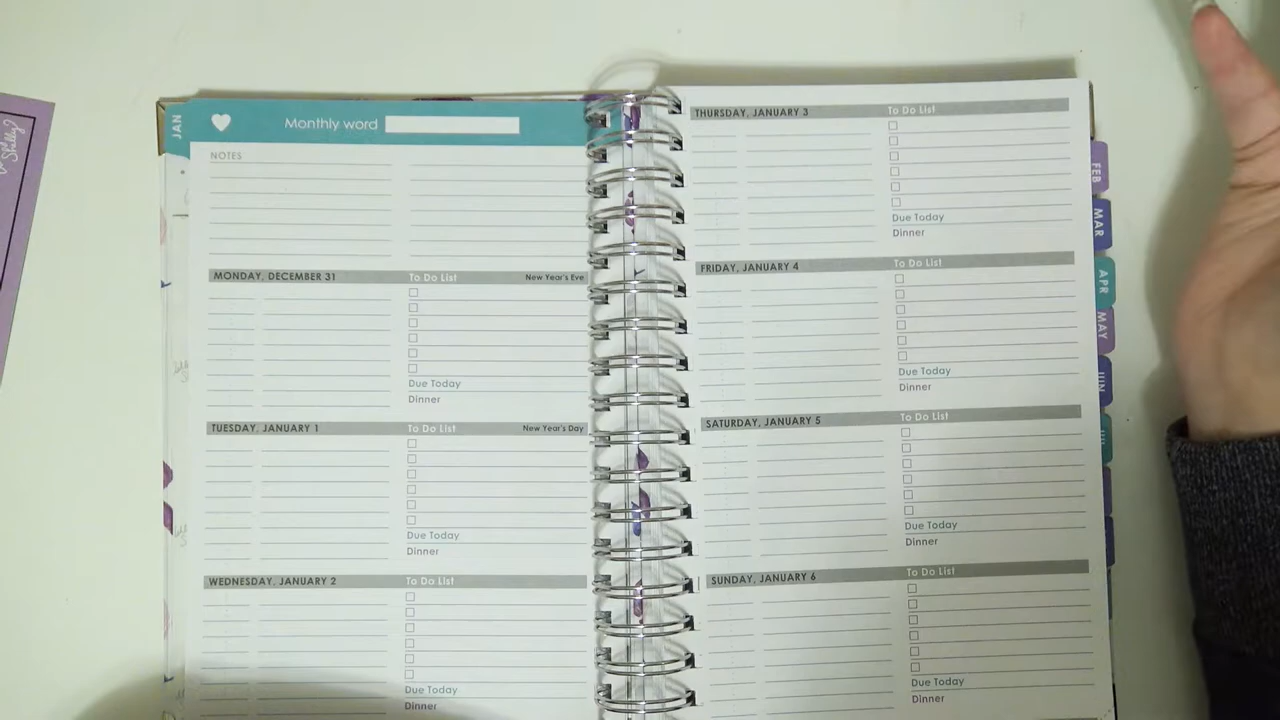 JAN
Monthly word
NOTES
MONDAY, DECEMBER 31 To Do List New Year's Eve
Due Today
Dinner
TUESDAY, JANUARY 1 To Do List New Year's Day
Due Today
Dinner
WEDNESDAY, JANUARY 2 To Do List
Due Today
Dinner
THURSDAY, JANUARY 3 To Do List
Due Today
Dinner
FRIDAY, JANUARY 4 To Do List
Due Today
Dinner
SATURDAY, JANUARY 5 To Do List
Due Today
Dinner
SUNDAY, JANUARY 6 To Do List
Due Today
Dinner
FEB
MAR
APR
MAY
JUN